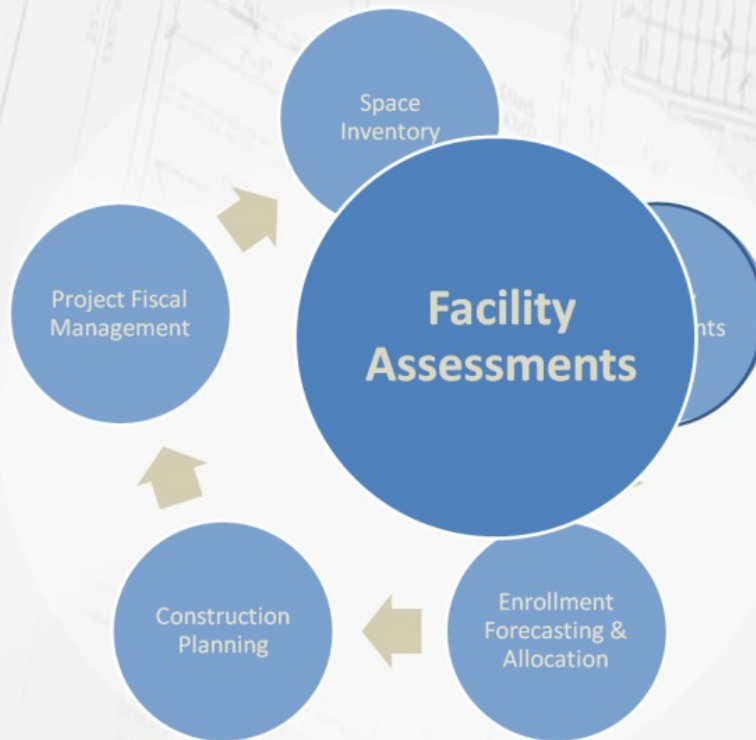 Space
Inventory
Facility
Assessments
nts
Project Fiscal
Management
Construction
Planning
Enrollment
Forecasting &
Allocation